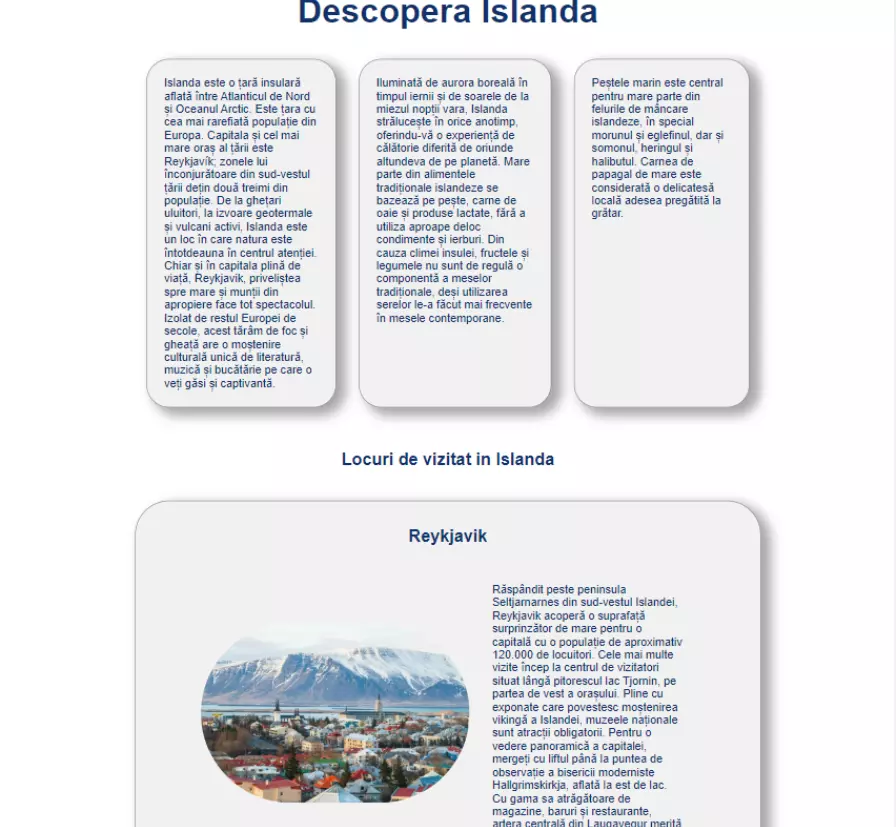 Descopera Islanda
Islanda este o țară insulară
aflată între Atlanticul de Nord
și Oceanul Arctic. Este țara cu
cea mai rarefiată populație din
Europa. Capitala și cel mai
mare oraș al țării este
Reykjavík; zonele lui
înconjurătoare din sud-vestul
țării dețin două treimi din
populație. De la ghețari
uluitori, la izvoare geotermale
și vulcani activi, Islanda este
un loc în care natura este
întotdeauna în centrul atenției.
Chiar și în capitala plină de
viață, Reykjavik, priveliștea
spre mare și munții din
apropiere face tot spectacolul.
Izolat de restul Europei de
secole, acest tărâm de foc și
gheață are o moștenire
culturală unică de literatură,
muzică și bucătărie pe care o
veți găsi și captivantă.
Iluminată de aurora boreală în
timpul iernii și de soarele de la
miezul nopții vara, Islanda
strălucește în orice anotimp,
oferindu-vă o experiență de
călătorie diferită de oriunde
altundeva de pe planetă. Mare
parte din alimentele
tradiționale islandeze se
bazează pe pește, carne de
oaie și produse lactate, fără a
utiliza aproape deloc
condimente și ierburi. Din
cauza climei insulei, fructele și
legumele nu sunt de regulă o
componentă a meselor
tradiționale, deși utilizarea
serelor le-a făcut mai frecvente
în mesele contemporane.
Peștele marin este central
pentru mare parte din
felurile de mâncare
islandeze, în special
morunul și eglefinul, dar și
somonul, heringul și
halibutul. Carnea de
papagal de mare este
considerată o delicatesă
locală adesea pregătită la
grătar.
Locuri de vizitat in Islanda
Reykjavik
Răspândit peste peninsula
Seltjarnarnes din sud-vestul Islandei,
Reykjavik acoperă o suprafață
surprinzător de mare pentru o
capitală cu o populație de aproximativ
120.000 de locuitori. Cele mai multe
vizite încep la centrul de vizitatori
situat lângă pitorescul lac Tjornin, pe
partea de vest a orașului. Pline cu
exponate care povestesc moștenirea
vikingă a Islandei, muzeele naționale
sunt atracții obligatorii. Pentru o
vedere panoramică a capitalei,
mergeți cu liftul până la puntea de
observație a bisericii moderniste
Hallgrimskirkja, aflată la est de lac.
Cu gama sa atrăgătoare de
magazine, baruri și restaurante,
artera centrală din Laugavegur merită